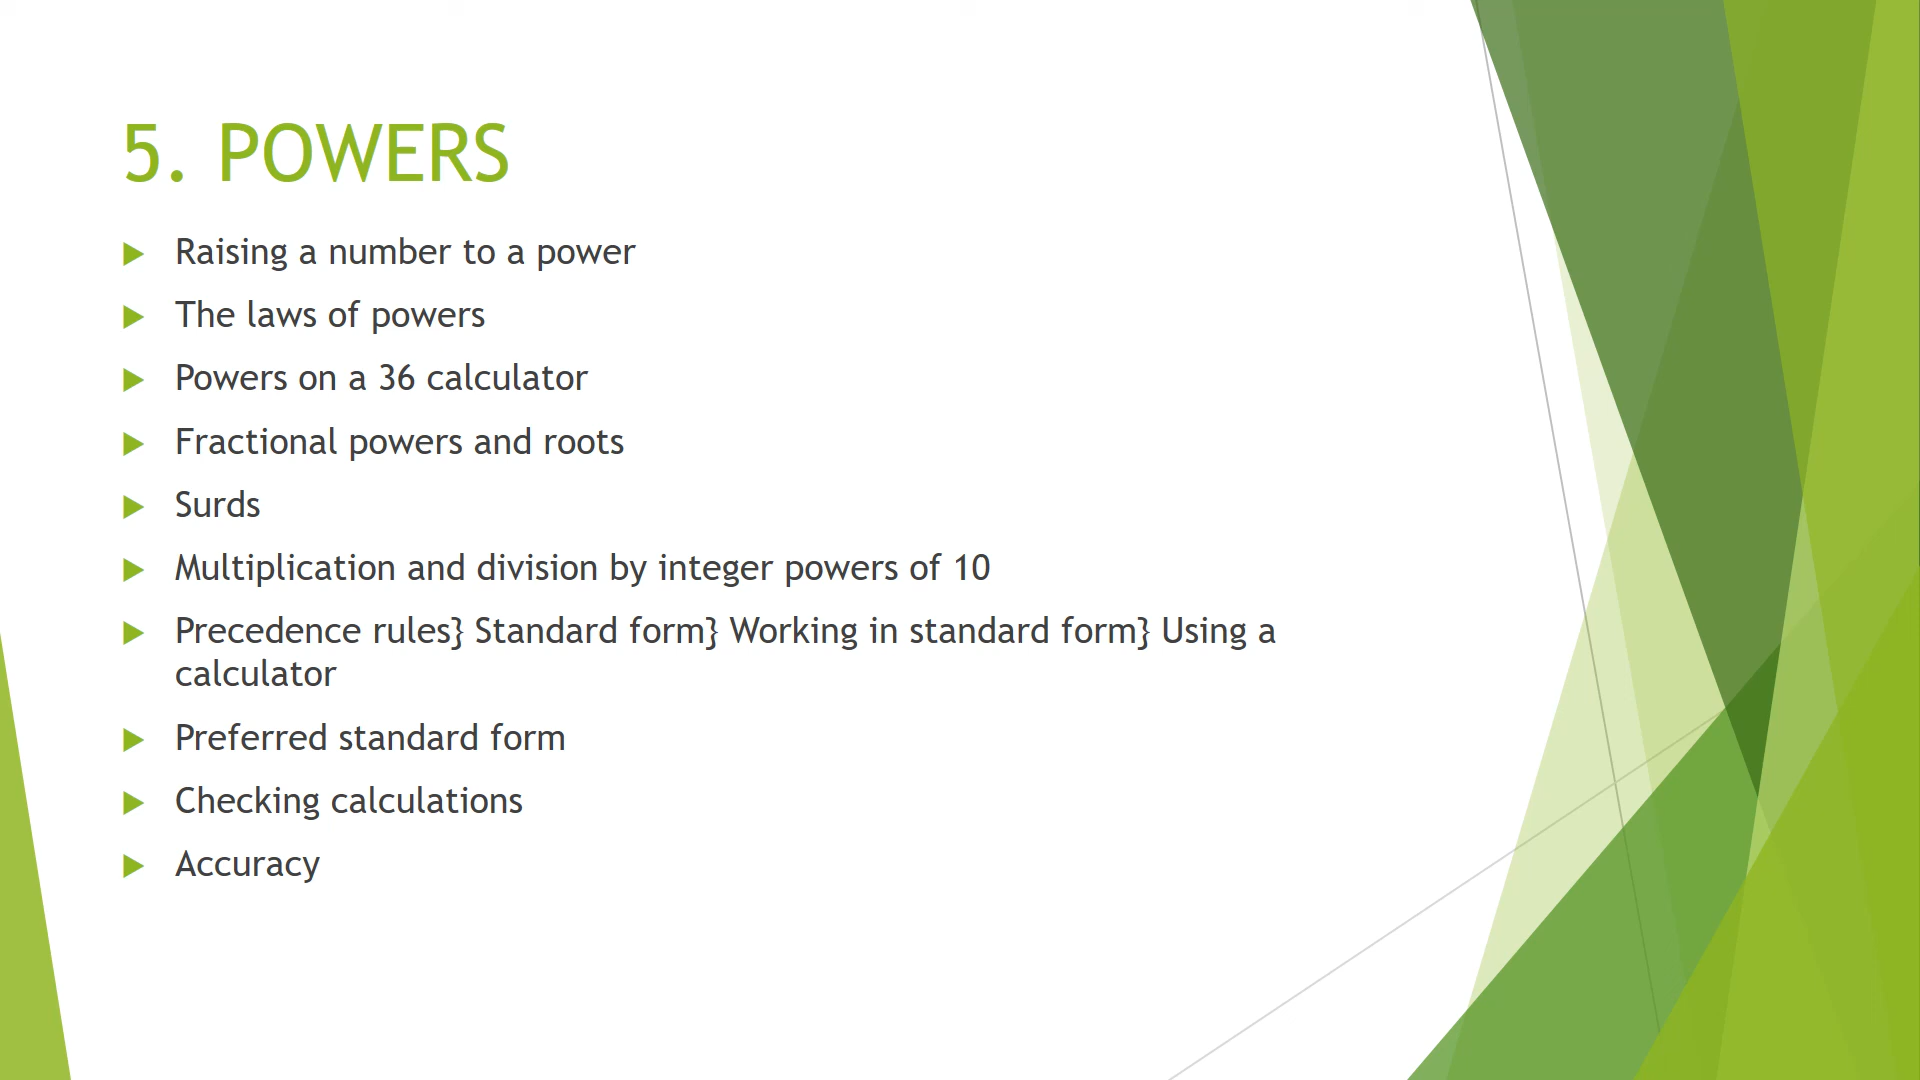 5. POWERS
Raising a number to a power
The laws of powers
Powers on a 36 calculator
Fractional powers and roots
Surds
Multiplication and division by integer powers of 10
Precedence rules} Standard form} Working in standard form} Using a
calculator
Preferred standard form
Checking calculations
Accuracy